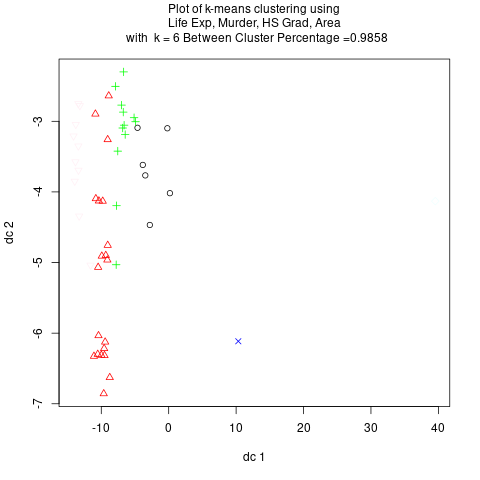 Plot of k-means clustering using
Life Exp, Murder, HS Grad, Area
with k = 6 Between Cluster Percentage =0.9858
-3
-4
-5
-6
-7
dc 2
-10 0 10 20 30 40
dc 1